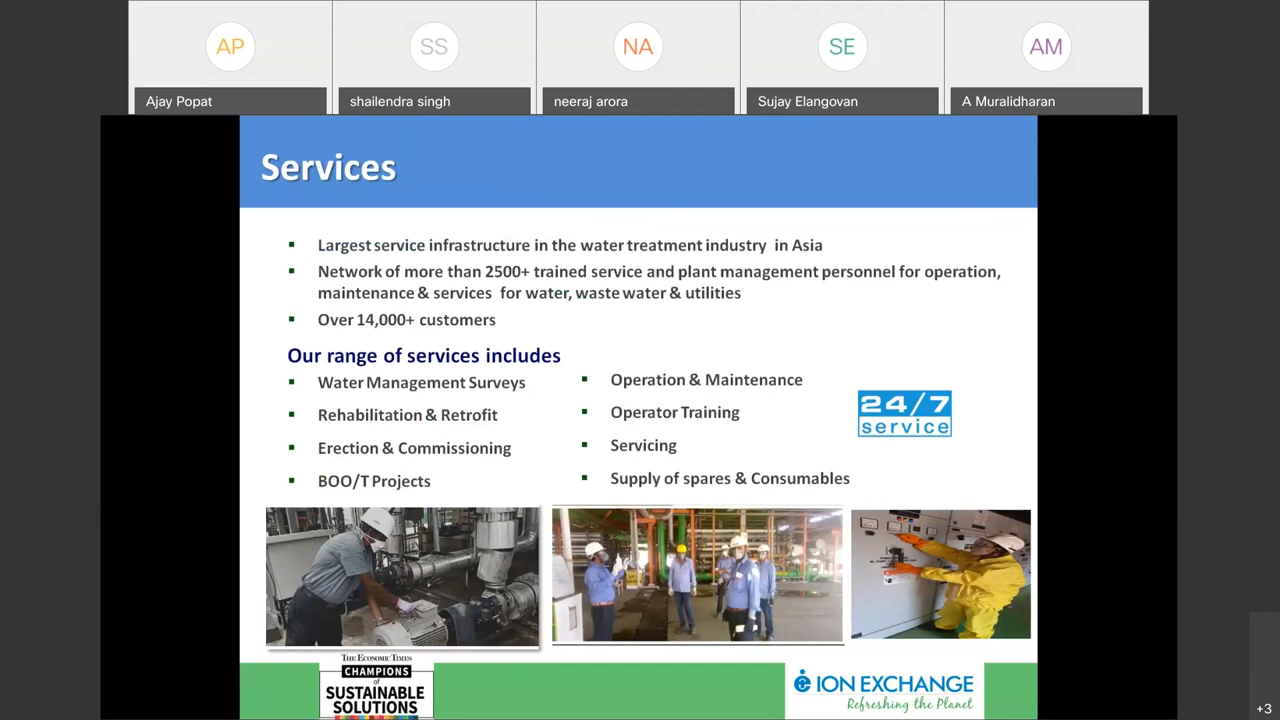 AP
SS
NA
SE
AM
Ajay Popat
shailendra singh
neeraj arora
Sujay Elangovan
A Muralidharan
Services
Largest service infrastructure in the water treatment industry in Asia
Network of more than 2500+ trained service and plant management personnel for operation,
maintenance & services for water, waste water & utilities
Over 14,000+ customers
Our range of services includes
Water Management Surveys
Rehabilitation & Retrofit
Erection & Commissioning
BOO/T Projects
Operation & Maintenance
Operator Training
Servicing
Supply of spares & Consumables
24/7
service
THE ECONOMIC TIMES
CHAMPIONS
of
SUSTAINABLE
SOLUTIONS
ION EXCHANGE
Refreshing the Planet
+3